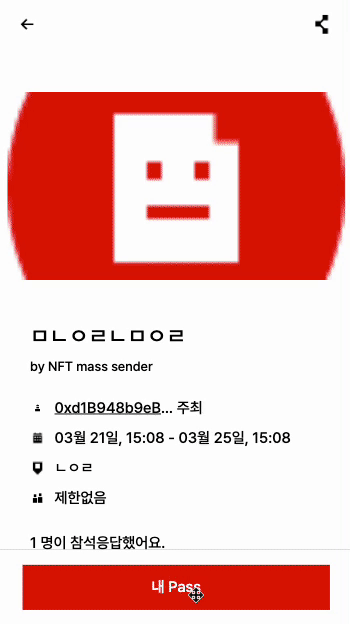 ㅁㄴㅇㄹㄴㅁㅇㄹ
by NFT mass sender
0xd1B948b9eB... 주최
03월 21일, 15:08 - 03월 25일, 15:08
ㄴㅇㄹ
제한없음
1 명이 참석응답했어요.
내 Pass